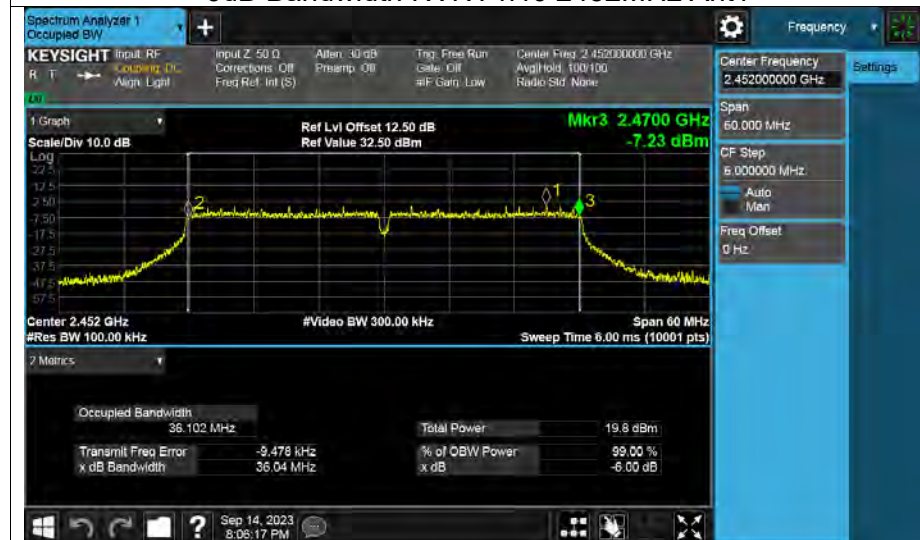 Spectrum Analyzer 1
Occupied BW
+
Frequency
KEYSIGHT Input: RF
R T
Coupling: DC
Align: Light
Input Z: 50 Ω
Corrections: Off
Freq Ref: Int (S)
Atten: 30 dB
Preamp: Off
Trig: Free Run
Gate: Off
#IF Gain: Low
Center Freq: 2.452000000 GHz
Avg|Hold: 100/100
Radio Std: None
Center Frequency
2.452000000 GHz
Settings
Span
60.000 MHz
CF Step
6.000000 MHz
Auto
Man
Freq Offset
0 Hz
1 Graph
Scale/Div 10.0 dB
Ref Lvl Offset 12.50 dB
Ref Value 32.50 dBm
Mkr3 2.4700 GHz
-7.23 dBm
Log
22.5
12.5
2.50
-7.50
-17.5
-27.5
-37.5
-47.5
-57.5
2
1
3
Center 2.452 GHz
#Res BW 100.00 kHz
#Video BW 300.00 kHz
Span 60 MHz
Sweep Time 6.00 ms (10001 pts)
2 Metrics
Occupied Bandwidth
36.102 MHz
Total Power 19.8 dBm
Transmit Freq Error -9.478 kHz
% of OBW Power 99.00 %
x dB Bandwidth 36.04 MHz
x dB -6.00 dB
?
Sep 14, 2023
8:06:17 PM